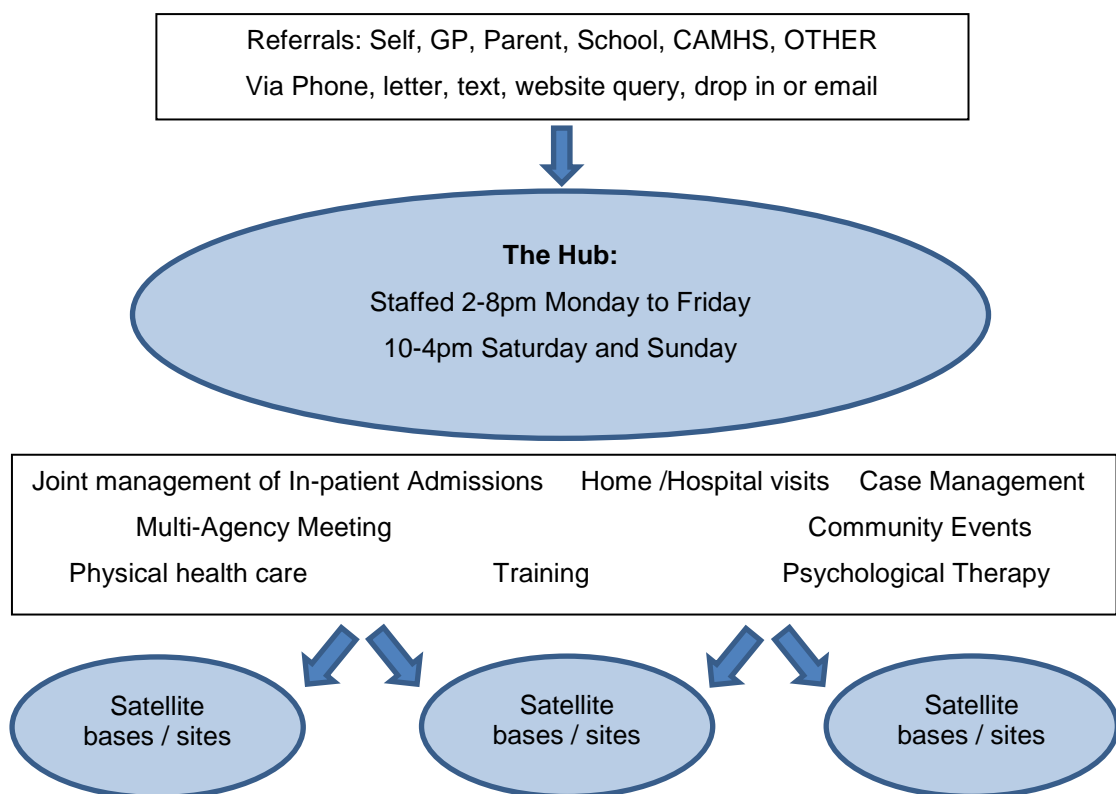 Referrals: Self, GP, Parent, School, CAMHS, OTHER
Via Phone, letter, text, website query, drop in or email
The Hub:
Staffed 2-8pm Monday to Friday
10-4pm Saturday and Sunday
Joint management of In-patient Admissions Home /Hospital visits Case Management
Multi-Agency Meeting Community Events
Physical health care Training Psychological Therapy
Satellite
bases / sites
Satellite
bases / sites
Satellite
bases / sites